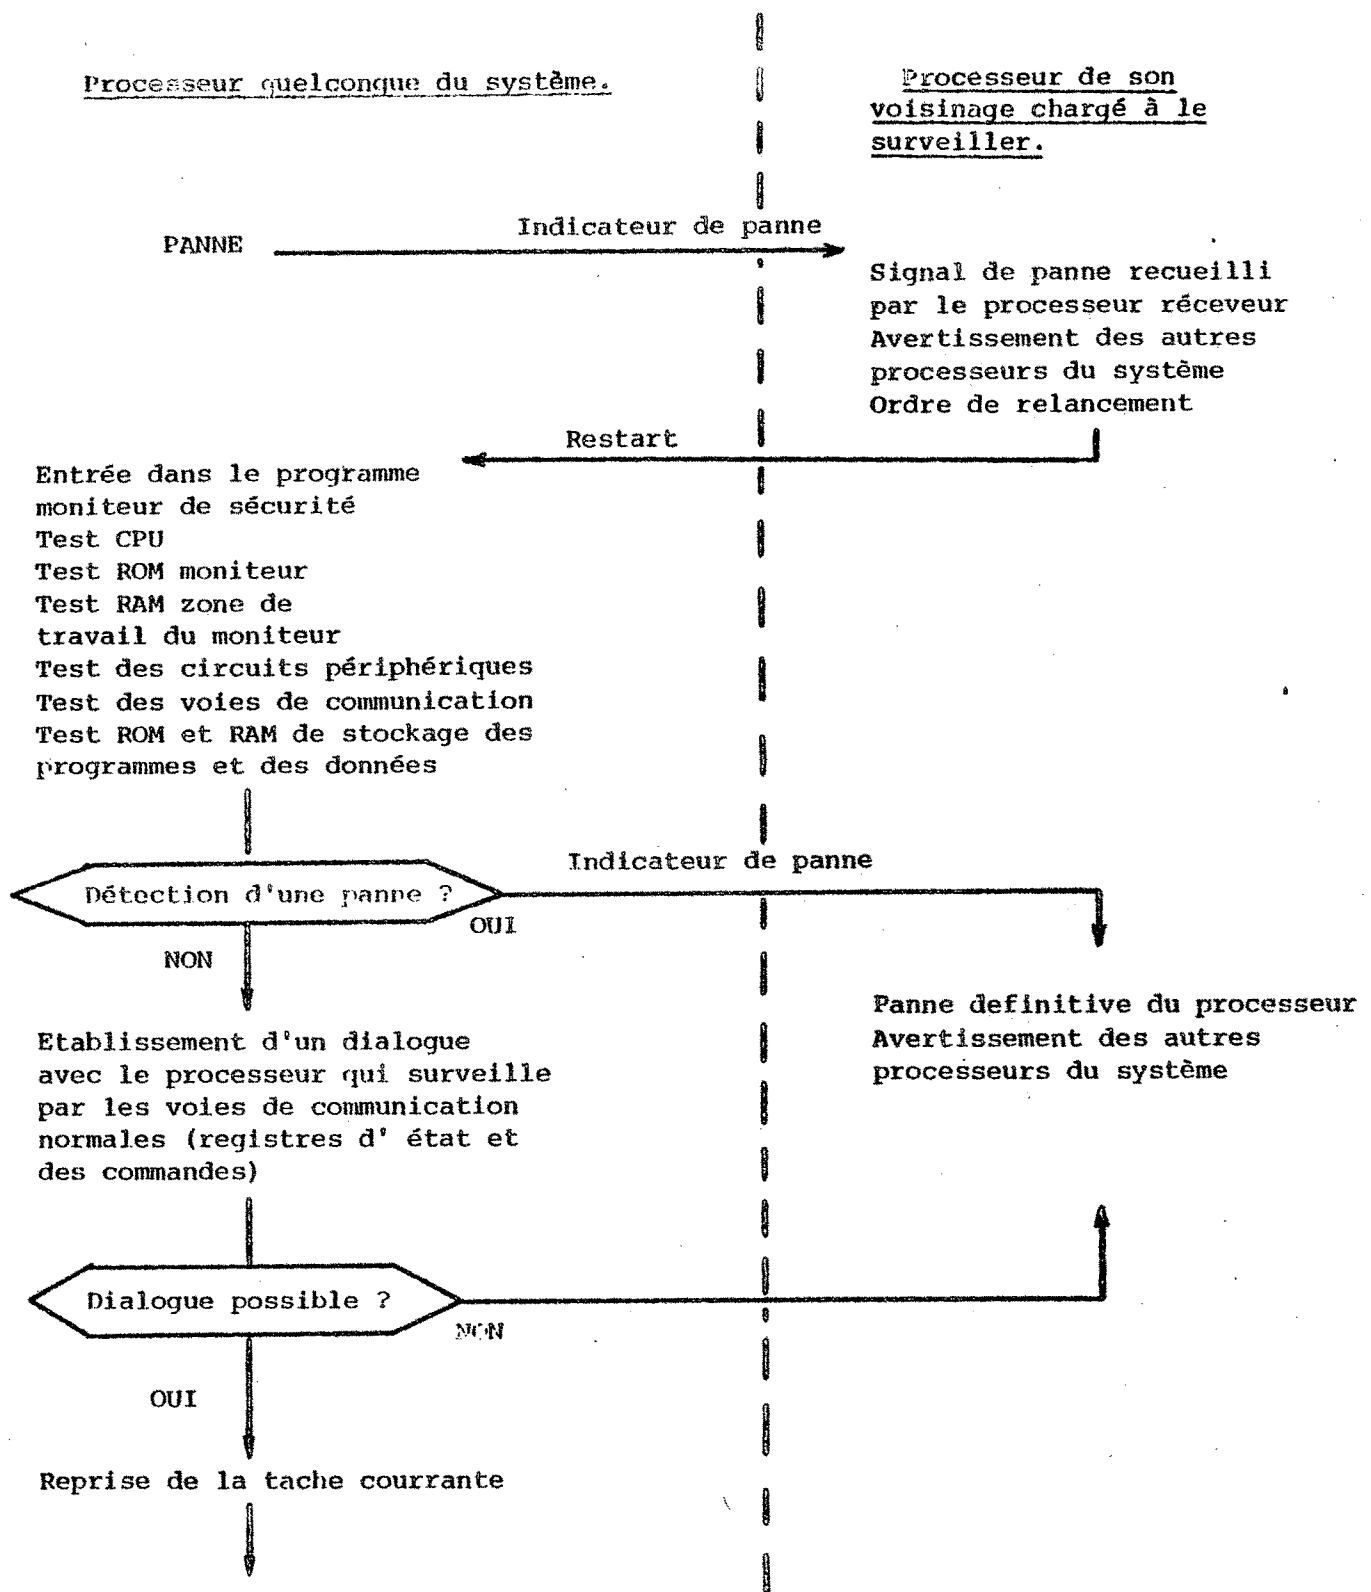 Processeur quelconque du système.
Processeur de son
voisinage chargé à le
surveiller.
PANNE
Indicateur de panne
Signal de panne recueilli
par le processeur réceveur
Avertissement des autres
processeurs du système
Ordre de relancement
Restart
Entrée dans le programme
moniteur de sécurité
Test CPU
Test ROM moniteur
Test RAM zone de
travail du moniteur
Test des circuits périphériques
Test des voies de communication
Test ROM et RAM de stockage des
programmes et des données
Détection d'une panne ?
Indicateur de panne
OUI
NON
Panne definitive du processeur
Avertissement des autres
processeurs du système
Etablissement d'un dialogue
avec le processeur qui surveille
par les voies de communication
normales (registres d' état et
des commandes)
Dialogue possible ?
NON
OUI
Reprise de la tache courrante